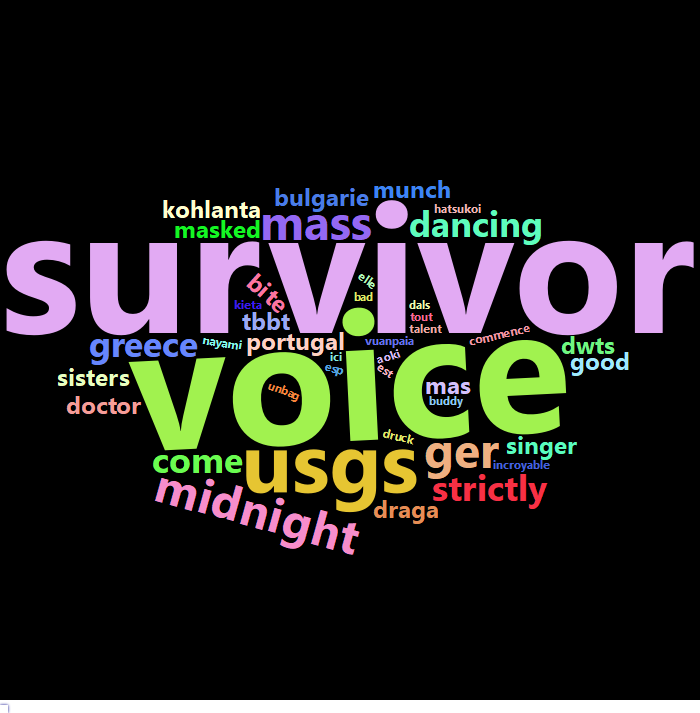 munch
bulgarie
kohlanta
hatsukoi
masked
mass
dancing
survivor
bite
elk
bad
kieta
dals
tbbt
tout
talent
greece
nayami
portugal
vuanpaia
commence
dwts
ici
aoki
good
esp
est
sisters
unbag
mas
voice
doctor
buddy
druck
singer
come
usgs
ger
incroyable
midnight
strictly
draga